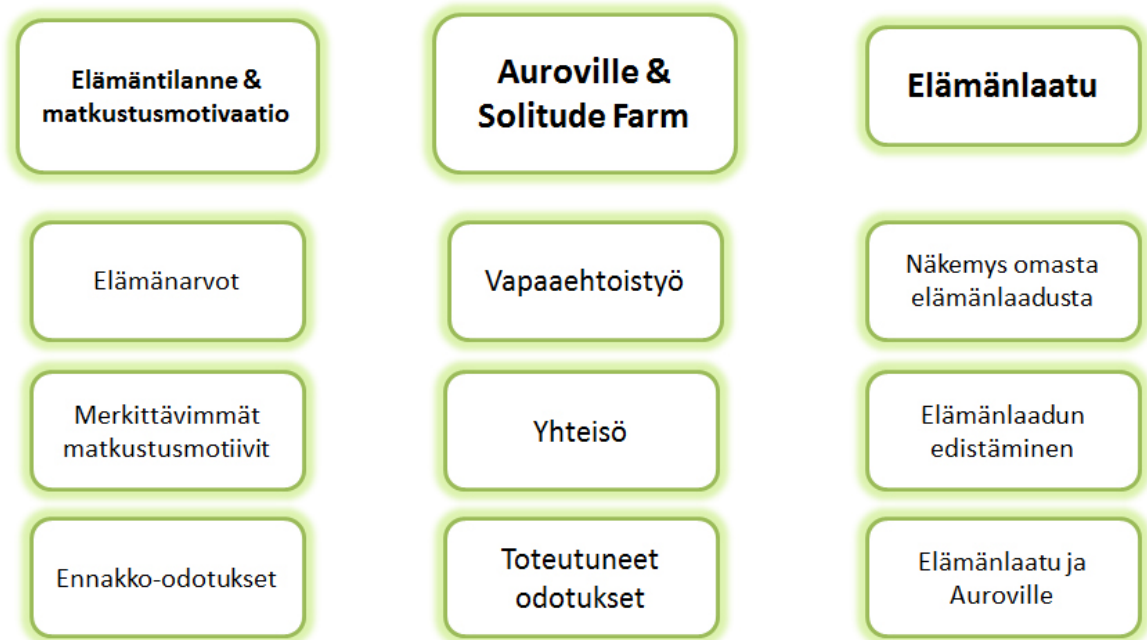 Elämäntilanne &
matkustusmotivaatio
Auroville &
Solitude Farm
Elämänlaatu
Elämänarvot
Vapaaehtoistyö
Näkemys omasta
elämänlaadusta
Merkittävimmät
matkustusmotiivit
Yhteisö
Elämänlaadun
edistäminen
Ennakko-odotukset
Toteutuneet
odotukset
Elämänlaatu ja
Auroville